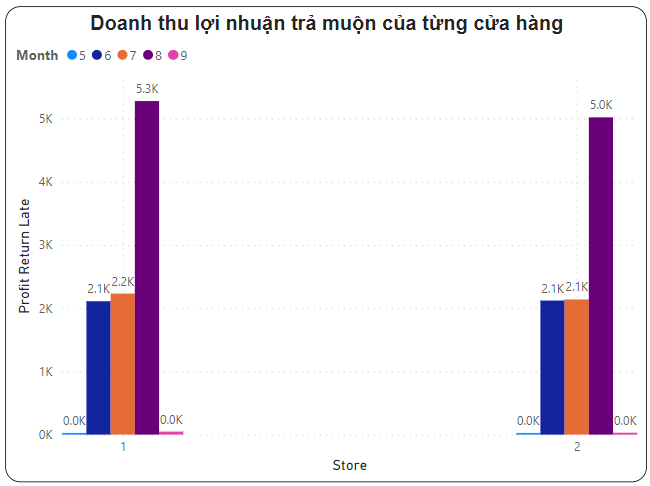 Doanh thu lợi nhuận trả muộn của từng cửa hàng
Month 5 6 7 8 9
Profit Return Late
5K
4K
3K
2K
1K
0K
0.0K 2.1K 2.2K 5.3K 0.0K
0.0K 2.1K 2.1K 5.0K 0.0K
1 2
Store